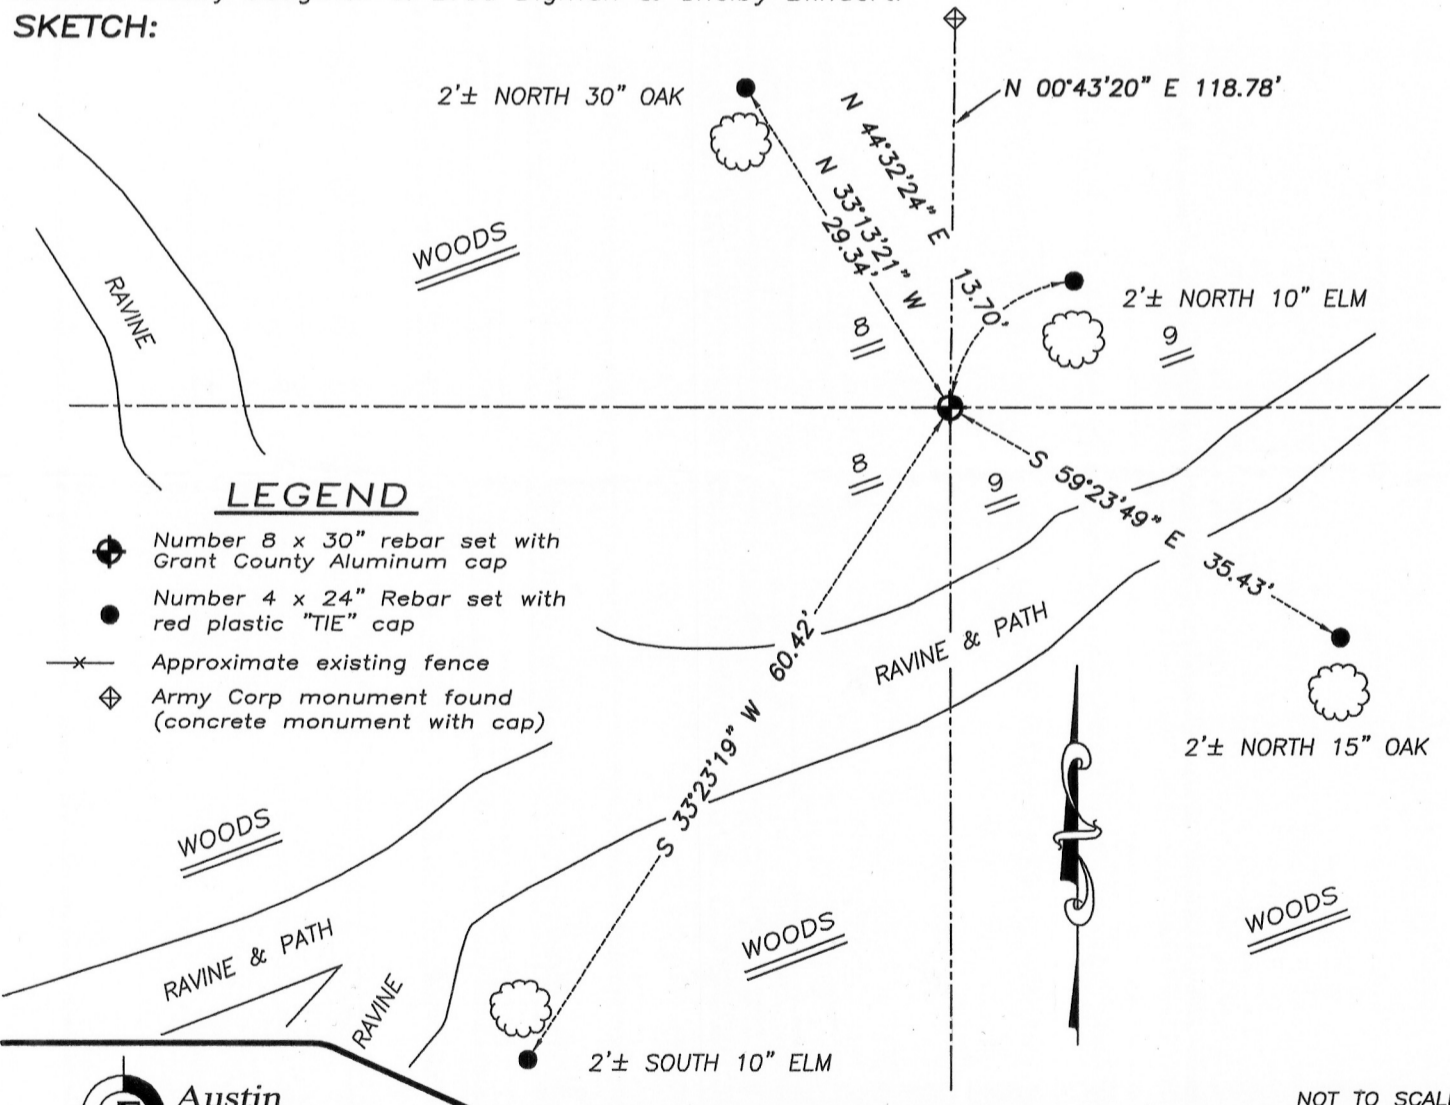 SKETCH:
2'± NORTH 30" OAK
N 00°43'20" E 118.78'
N 44°32'24" E 13.70'
N 33°13'21" W
29.34'
WOODS
RAVINE
2'± NORTH 10" ELM
8
9
8
9
S 59°23'49" E 35.43'
LEGEND
Number 8 x 30" rebar set with
Grant County Aluminum cap
Number 4 x 24" Rebar set with
red plastic "TIE" cap
Approximate existing fence
Army Corp monument found
(concrete monument with cap)
S 33°23'19" W 60.42'
RAVINE & PATH
2'± NORTH 15" OAK
WOODS
WOODS
WOODS
RAVINE & PATH
RAVINE
2'± SOUTH 10" ELM
Austin
NOT TO SCALE